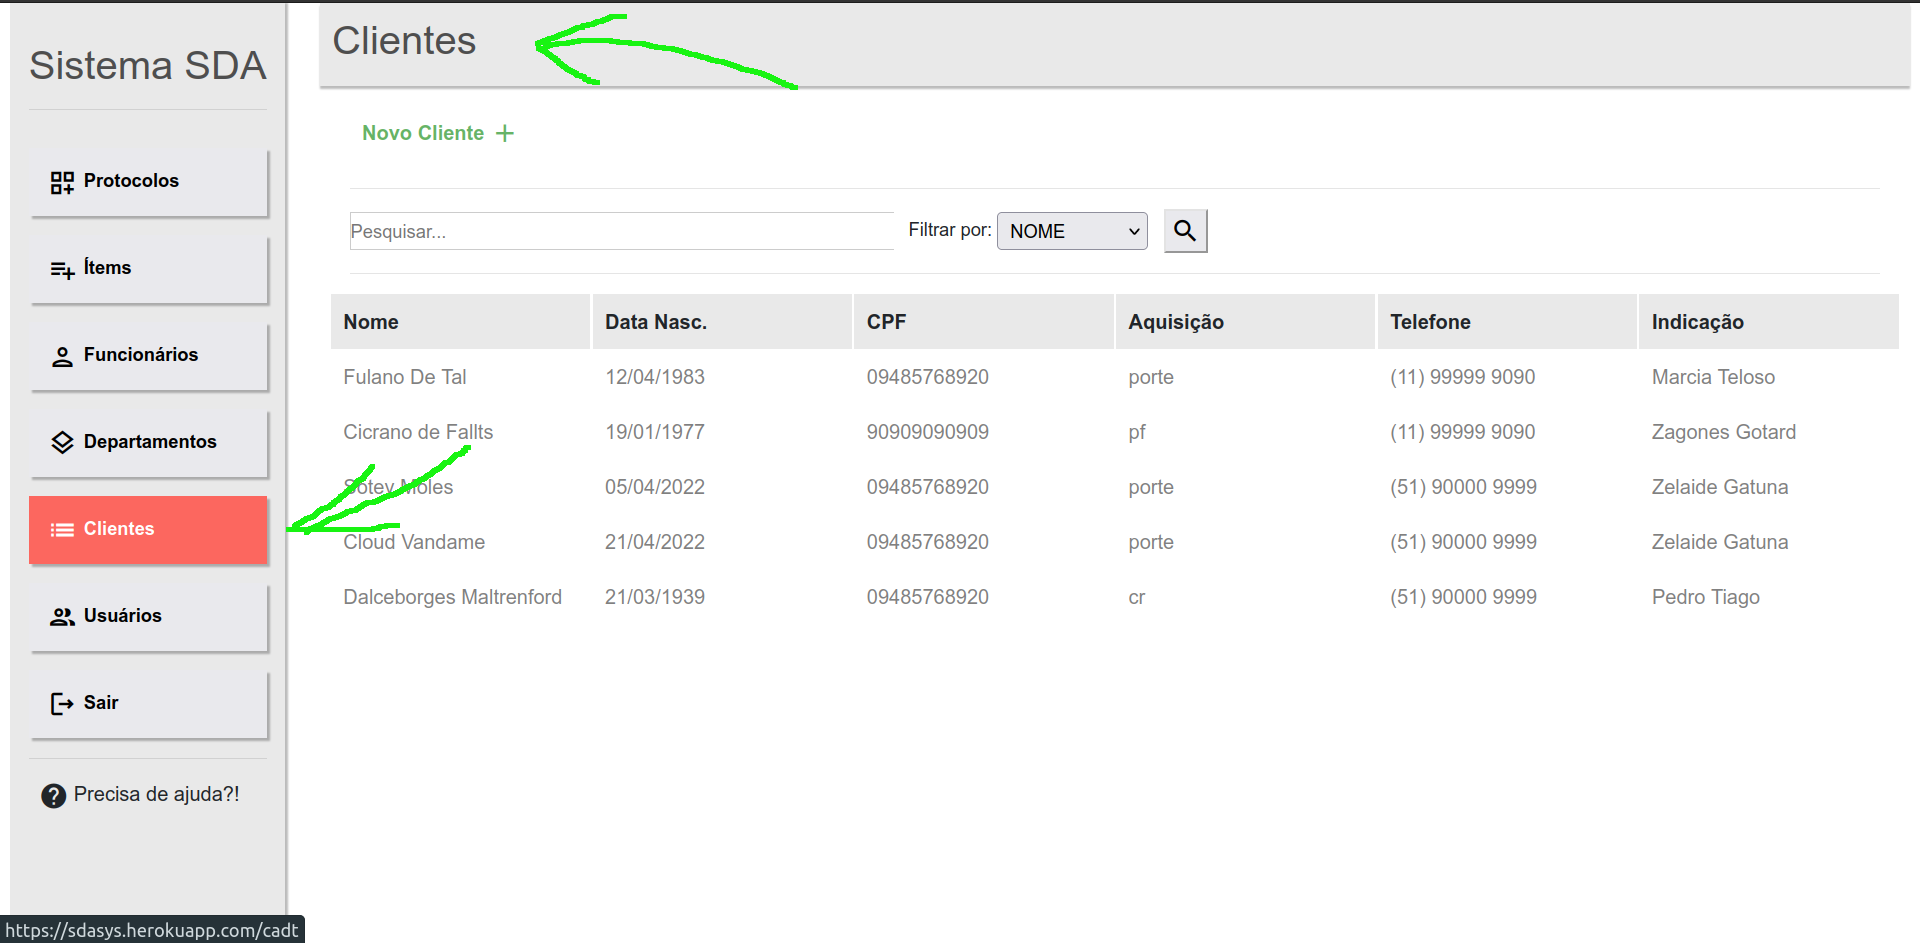 Sistema SDA
Protocolos
Ítems
Funcionários
Departamentos
Clientes
Usuários
Sair
Precisa de ajuda?!
Clientes
Novo Cliente +
Pesquisar... Filtrar por: NOME
Nome Data Nasc. CPF Aquisição Telefone Indicação
Fulano De Tal 12/04/1983 09485768920 porte (11) 99999 9090 Marcia Teloso
Cicrano de Fallts 19/01/1977 90909090909 pf (11) 99999 9090 Zagones Gotard
Sotev Moles 05/04/2022 09485768920 porte (51) 90000 9999 Zelaide Gatuna
Cloud Vandame 21/04/2022 09485768920 porte (51) 90000 9999 Zelaide Gatuna
Dalceborges Maltrenford 21/03/1939 09485768920 cr (51) 90000 9999 Pedro Tiago
https://sdasys.herokuapp.com/cadt